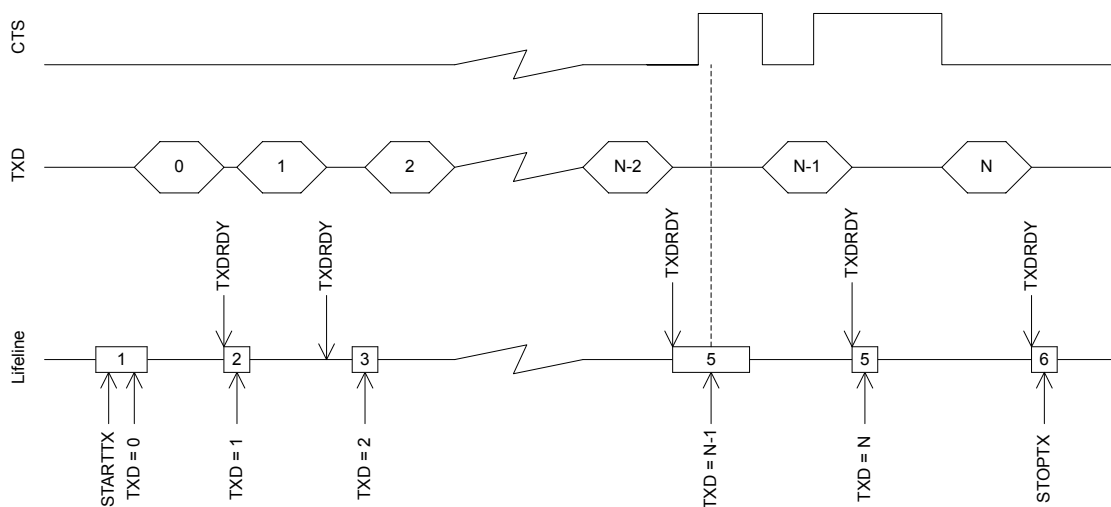 CTS
TXD
0
1
2
N-2
N-1
N
TXDRDY
TXDRDY
TXDRDY
TXDRDY
TXDRDY
Lifeline
1
2
3
5
5
6
STARTTX
TXD = 0
TXD = 1
TXD = 2
TXD = N-1
TXD = N
STOPTX